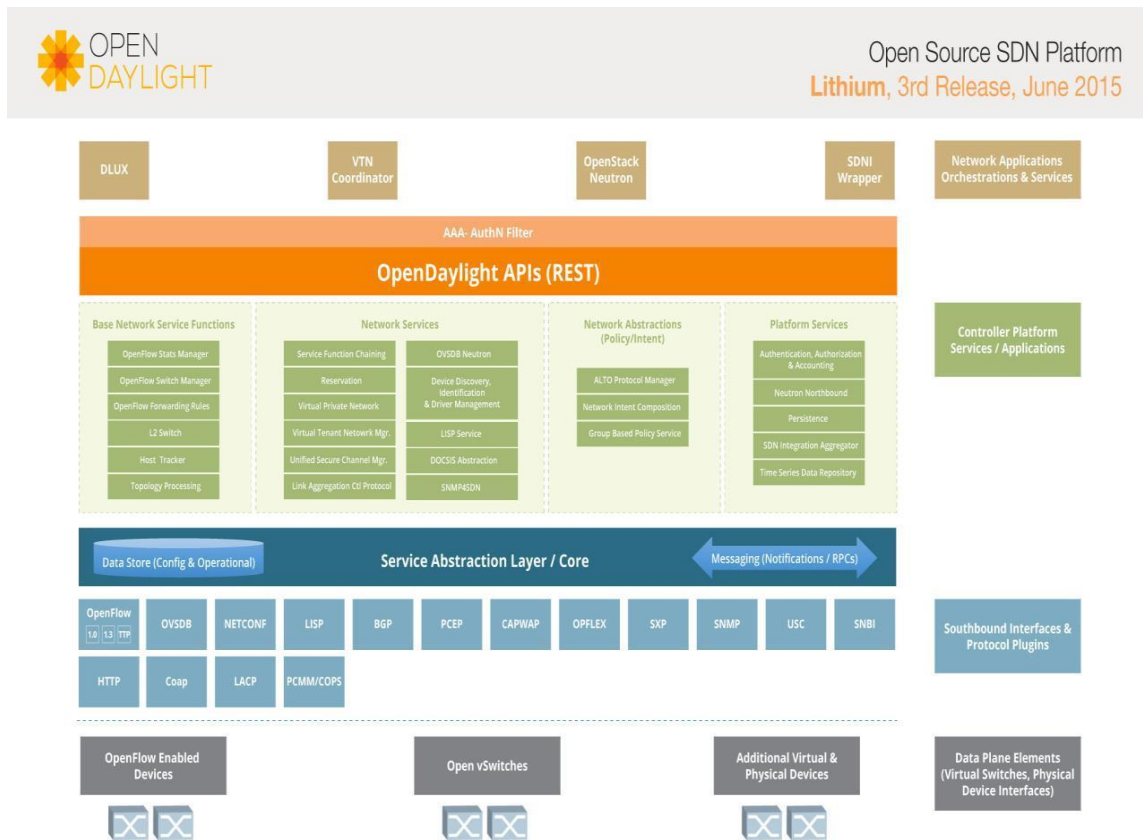 OPEN
DAYLIGHT
Open Source SDN Platform
Lithium, 3rd Release, June 2015
DLUX
VTN
Coordinator
OpenStack
Neutron
SDNI
Wrapper
Network Applications
Orchestrations & Services
AAA- AuthN Filter
OpenDaylight APIs (REST)
Base Network Service Functions
OpenFlow Stats Manager
OpenFlow Switch Manager
OpenFlow Forwarding Rules
L2 Switch
Host Tracker
Topology Processing
Network Services
Service Function Chaining
Reservation
Virtual Private Network
Virtual Tenant Netowrk Mgr.
Unified Secure Channel Mgr.
Link Aggregation Ctl Protocol
OVSDB Neutron
Device Discovery,
Identification
& Driver Management
LISP Service
DOCSIS Abstraction
SNMP4SDN
Network Abstractions
(Policy/Intent)
ALTO Protocol Manager
Network Intent Composition
Group Based Policy Service
Platform Services
Authentication, Authorization
& Accounting
Neutron Northbound
Persistence
SDN Integration Aggregator
Time Series Data Repository
Controller Platform
Services / Applications
Data Store (Config & Operational)
Service Abstraction Layer / Core
Messaging (Notifications / RPCs)
OpenFlow
1.0 1.3 TTP
OVSDB
NETCONF
LISP
BGP
PCEP
CAPWAP
OPFLEX
SXP
SNMP
USC
SNBI
HTTP
Coap
LACP
PCMM/COPS
Southbound Interfaces &
Protocol Plugins
OpenFlow Enabled
Devices
Open vSwitches
Additional Virtual &
Physical Devices
Data Plane Elements
(Virtual Switches, Physical
Device Interfaces)